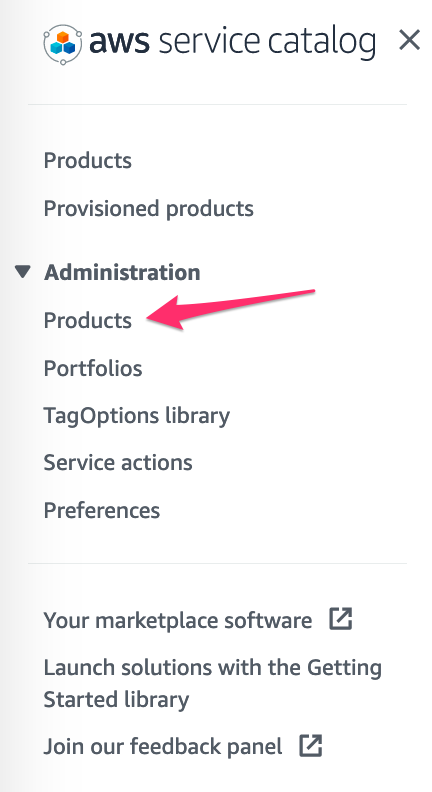 aws service catalog
Products
Provisioned products
Administration
Products
Portfolios
TagOptions library
Service actions
Preferences
Your marketplace software
Launch solutions with the Getting
Started library
Join our feedback panel